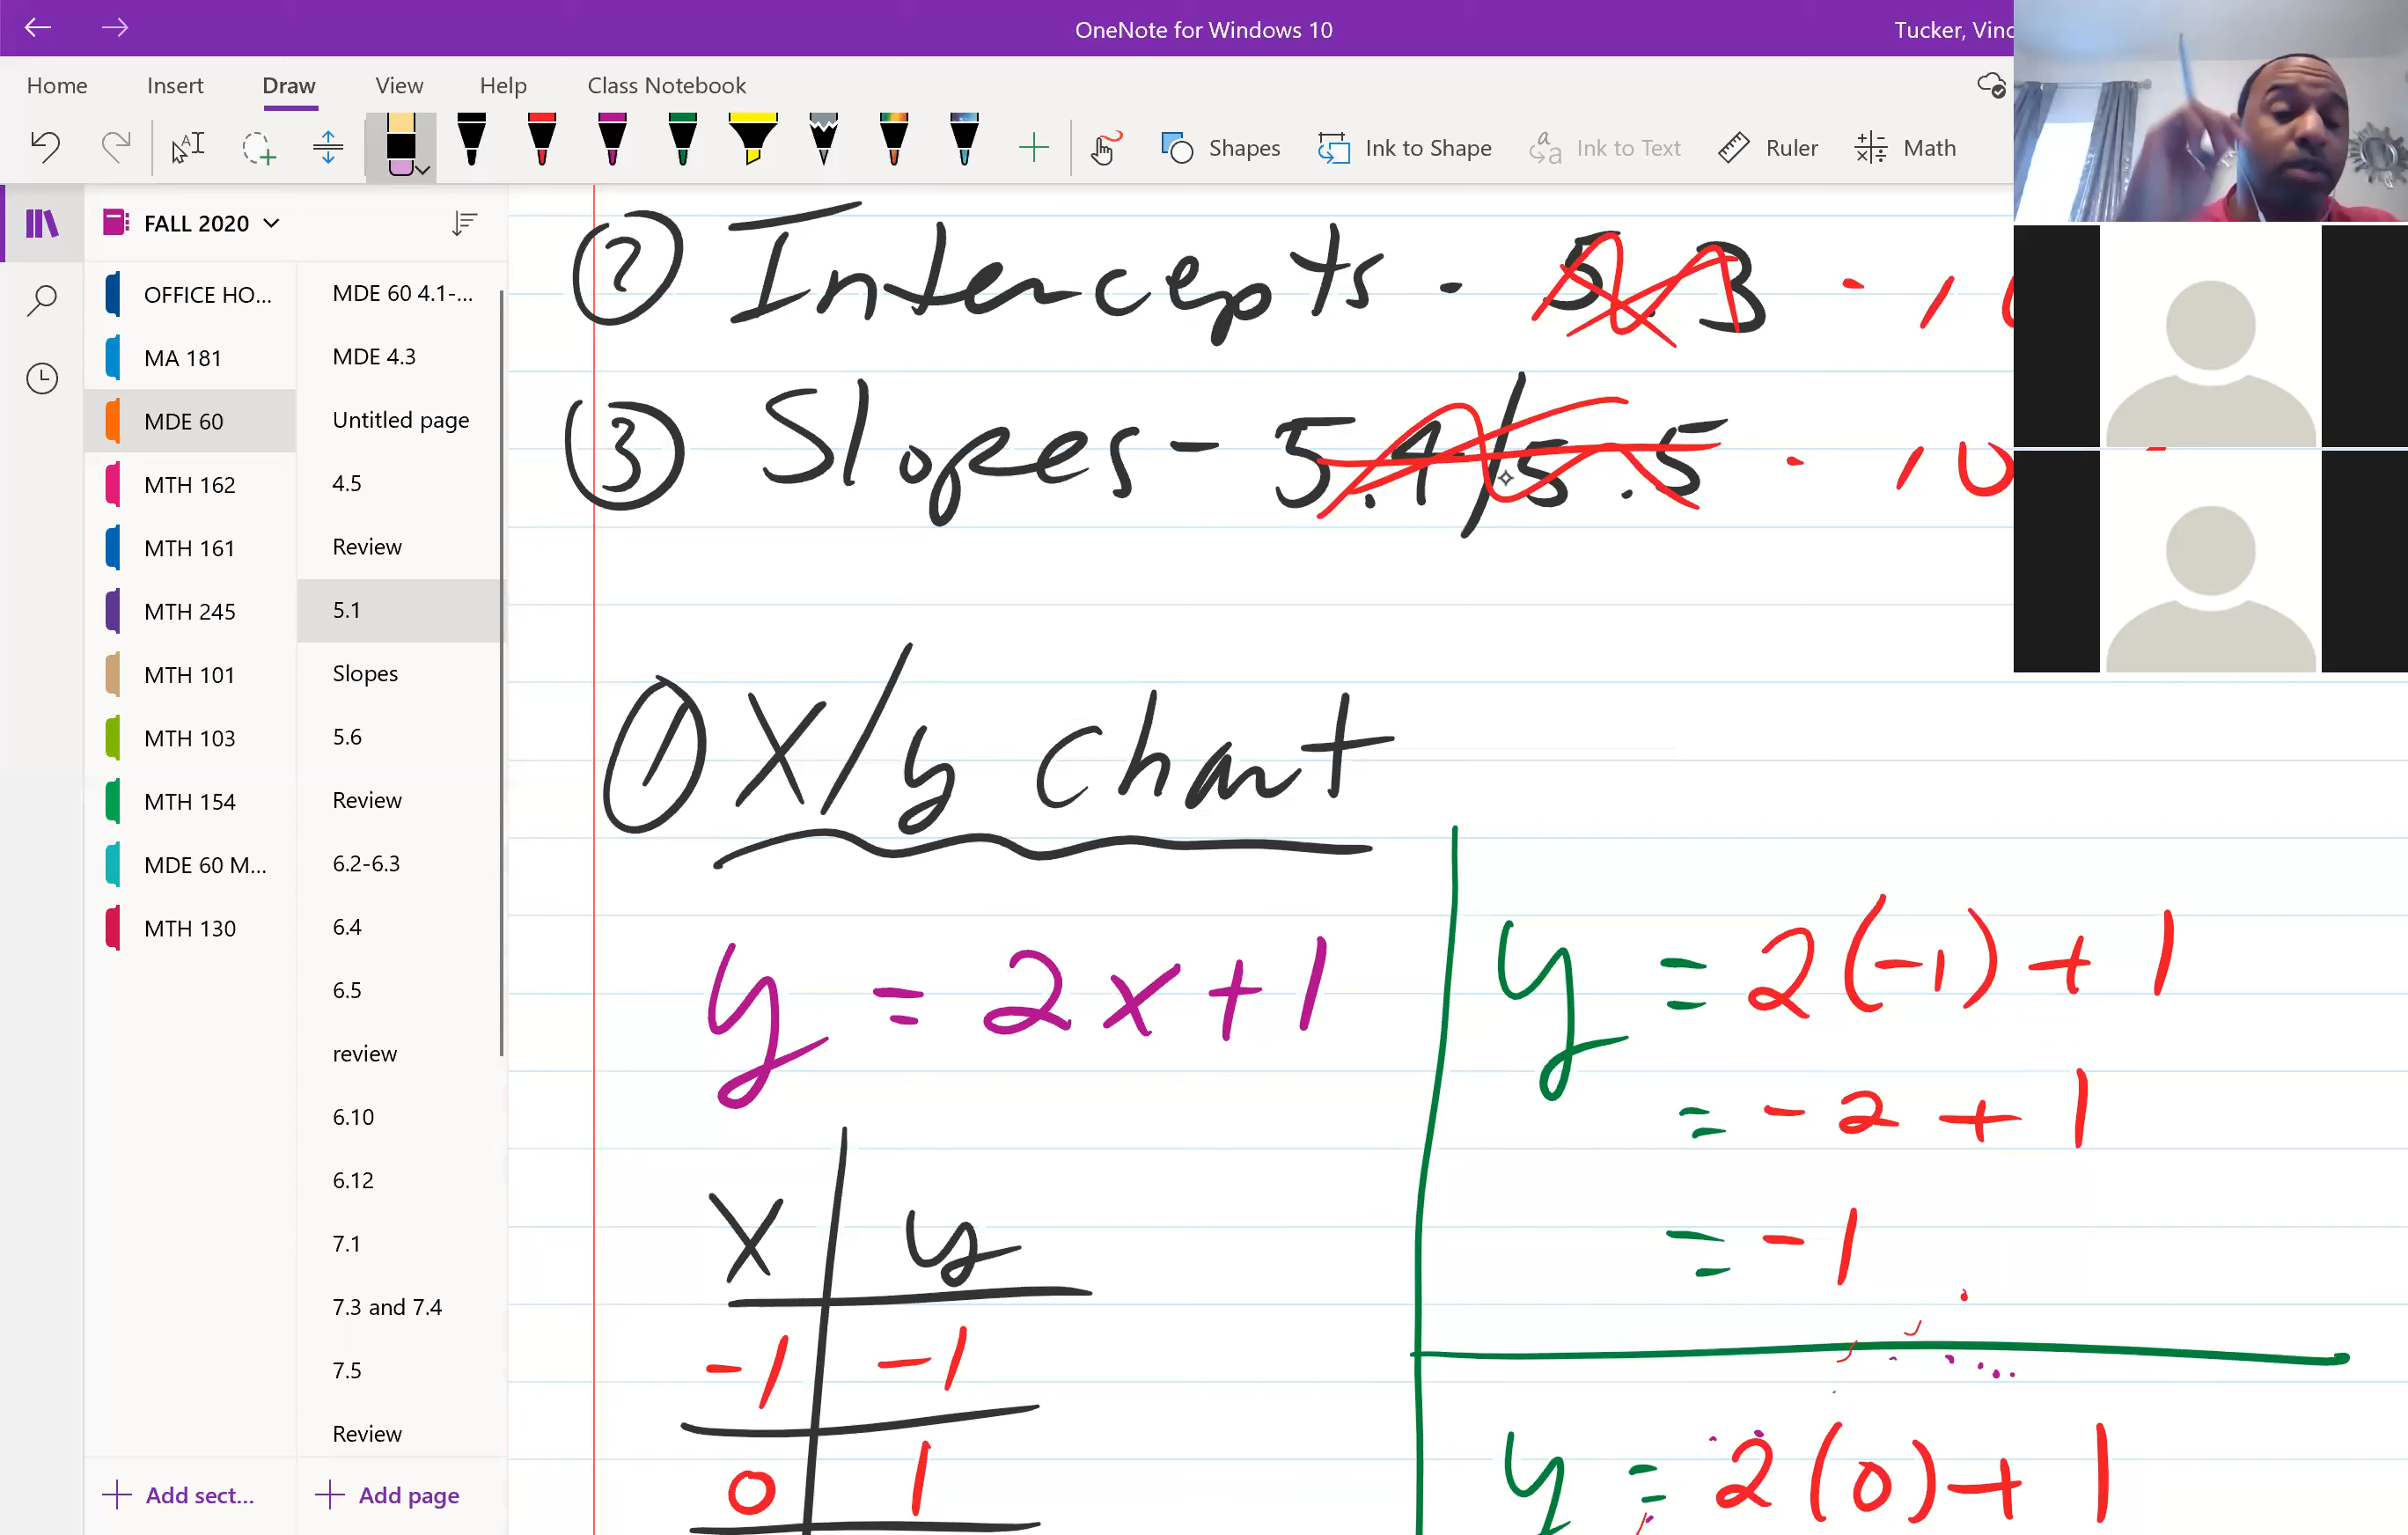 OneNote for Windows 10
Tucker, Vinc
Home Insert Draw View Help Class Notebook
Shapes Ink to Shape Ink to Text Ruler Math
FALL 2020
OFFICE HO...
MA 181
MDE 60
MTH 162
MTH 161
MTH 245
MTH 101
MTH 103
MTH 154
MDE 60 M...
MTH 130
Add sect...
MDE 60 4.1-...
MDE 4.3
Untitled page
4.5
Review
5.1
Slopes
5.6
Review
6.2-6.3
6.4
6.5
review
6.10
6.12
7.1
7.3 and 7.4
7.5
Review
Add page
② Intercepts - 5.3
③ Slopes - 5.4/5.5 - 10
① X/y Chart
y = 2x+1
x y
-1 -1
0 1
y = 2(-1)+1
= -2+1
= -1
y = 2(0)+1